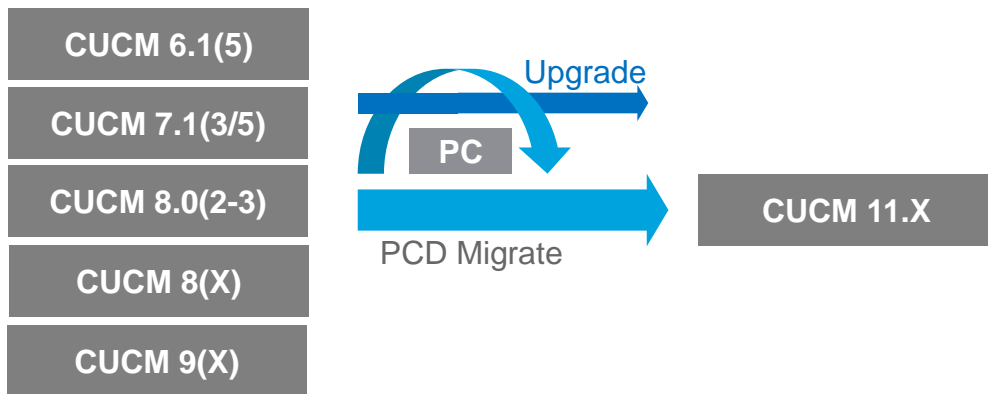 CUCM 6.1(5)
CUCM 7.1(3/5)
CUCM 8.0(2-3)
CUCM 8(X)
CUCM 9(X)
Upgrade
PC
PCD Migrate
CUCM 11.X